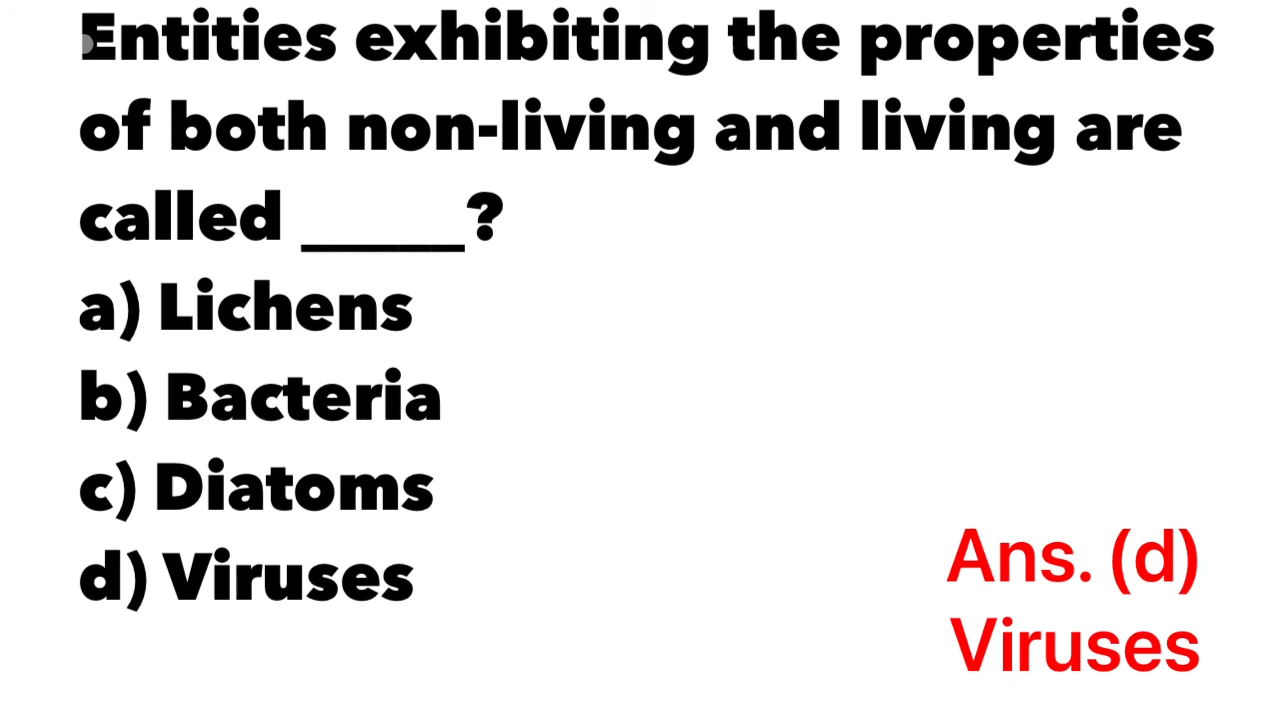 Entities exhibiting the properties
of both non-living and living are
called _____?
a) Lichens
b) Bacteria
c) Diatoms
d) Viruses
Ans. (d)
Viruses